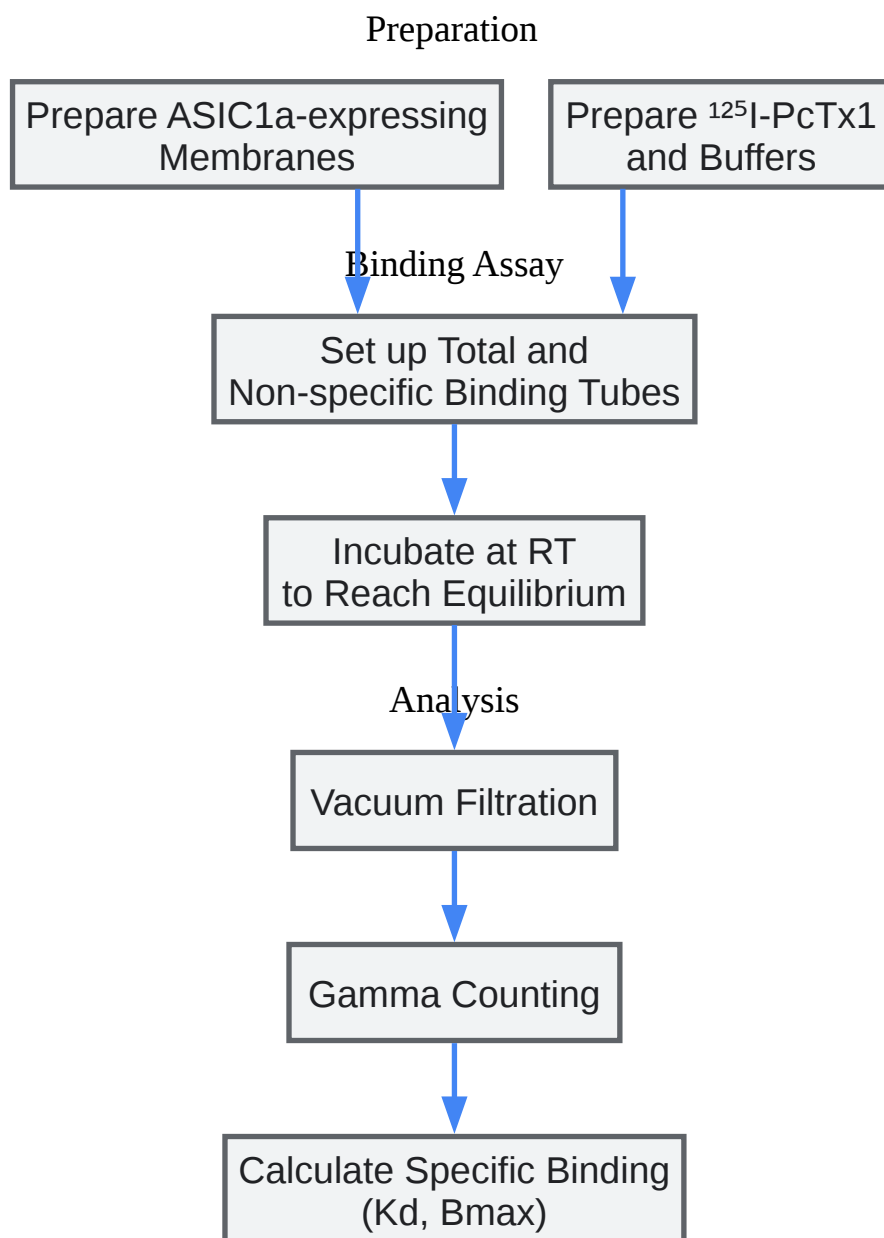 Preparation
Prepare ASIC1a-expressing
Membranes
Prepare ¹²⁵I-PcTx1
and Buffers
Binding Assay
Set up Total and
Non-specific Binding Tubes
Incubate at RT
to Reach Equilibrium
Analysis
Vacuum Filtration
Gamma Counting
Calculate Specific Binding
(Kd, Bmax)